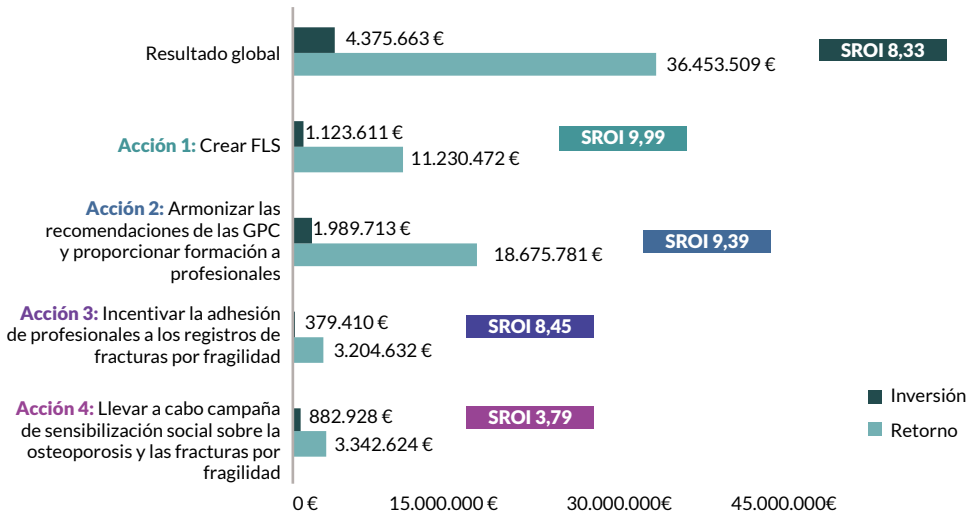 Resultado global
4.375.663 €
36.453.509 €
SROI 8,33
Acción 1: Crear FLS
1.123.611 €
11.230.472 €
SROI 9,99
Acción 2: Armonizar las
recomendaciones de las GPC
y proporcionar formación a
profesionales
1.989.713 €
18.675.781 €
SROI 9,39
Acción 3: Incentivar la adhesión
de profesionales a los registros de
fracturas por fragilidad
379.410 €
3.204.632 €
SROI 8,45
Acción 4: Llevar a cabo campaña
de sensibilización social sobre la
osteoporosis y las fracturas por
fragilidad
882.928 €
3.342.624 €
SROI 3,79
Inversión
Retorno
0 € 15.000.000 € 30.000.000€ 45.000.000€